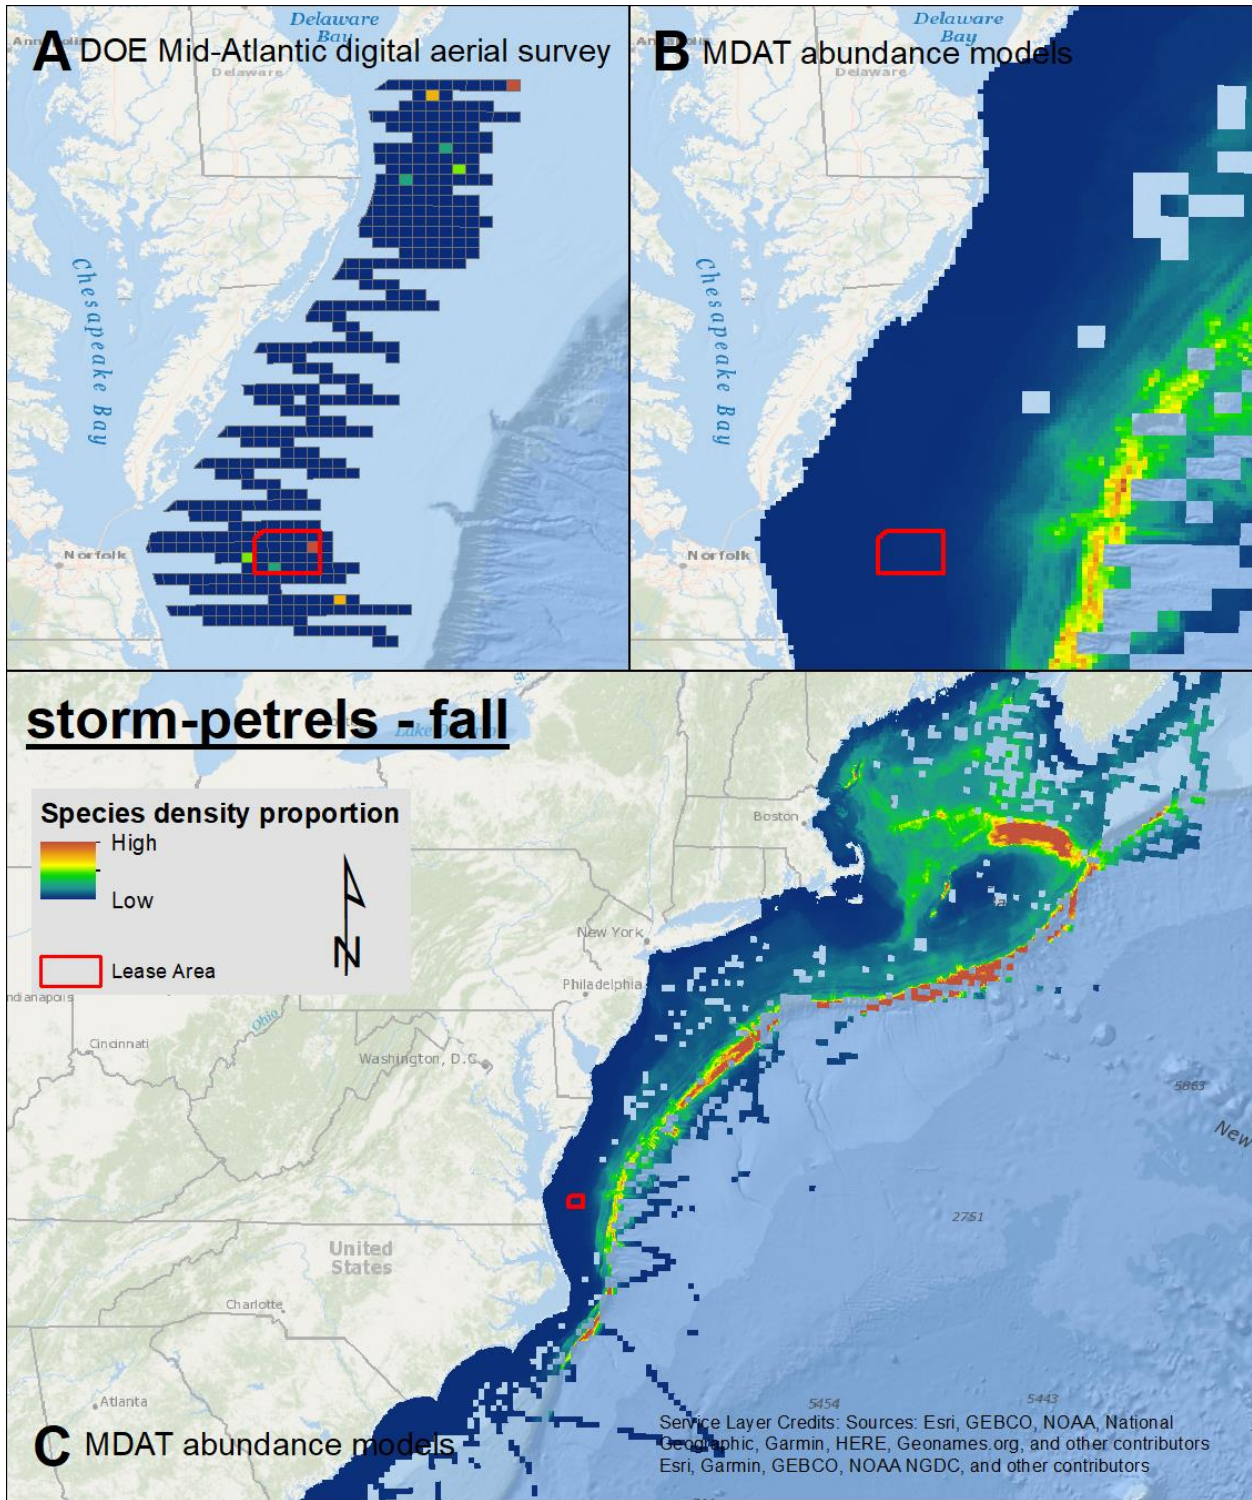 Delaware
Bay
A DOE Mid-Atlantic digital aerial survey
Delaware
Chesapeake Bay
Norfolk
Delaware
Bay
B MDAT abundance models
Delaware
Chesapeake Bay
Norfolk
storm-petrels - fall
Species density proportion
High
Low
Lease Area
N
Boston
New York
Philadelphia
ndianapolis
Ohio
Cincinnati
Washington, D.C.
5863
New
2751
United
States
Charlotte
Atlanta
5454
5443
C MDAT abundance models
Service Layer Credits: Sources: Esri, GEBCO, NOAA, National
Geographic, Garmin, HERE, Geonames.org, and other contributors
Esri, Garmin, GEBCO, NOAA NGDC, and other contributors